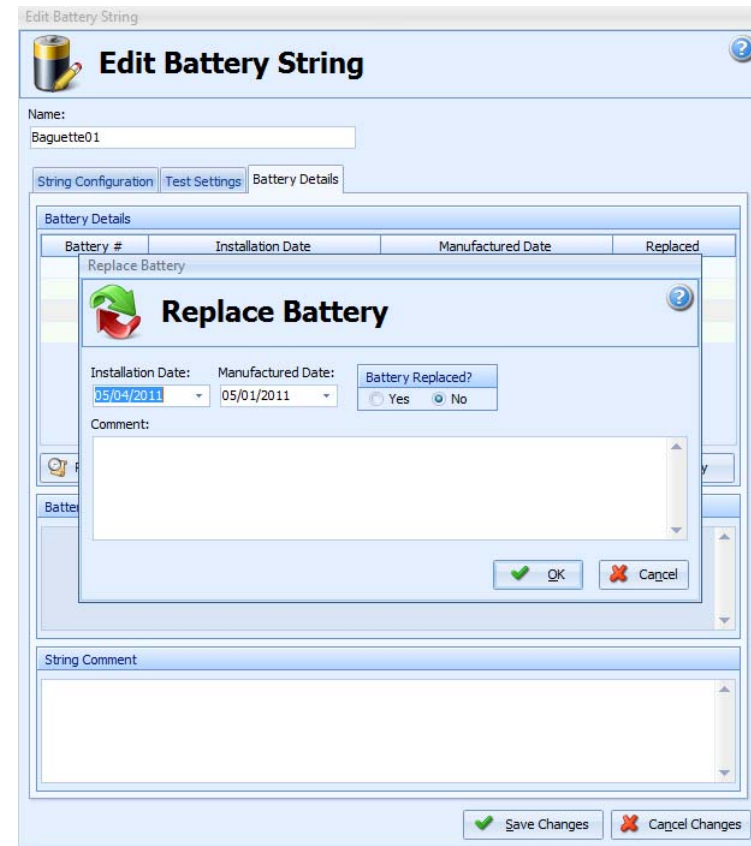 Edit Battery String
Edit Battery String
Name:
Baguette01
String Configuration Test Settings Battery Details
Battery Details
Battery # Installation Date Manufactured Date Replaced
Replace Battery
Replace Battery
Installation Date: Manufactured Date: Battery Replaced?
05/04/2011 05/01/2011 Yes No
Comment:
OK Cancel
String Comment
Save Changes Cancel Changes